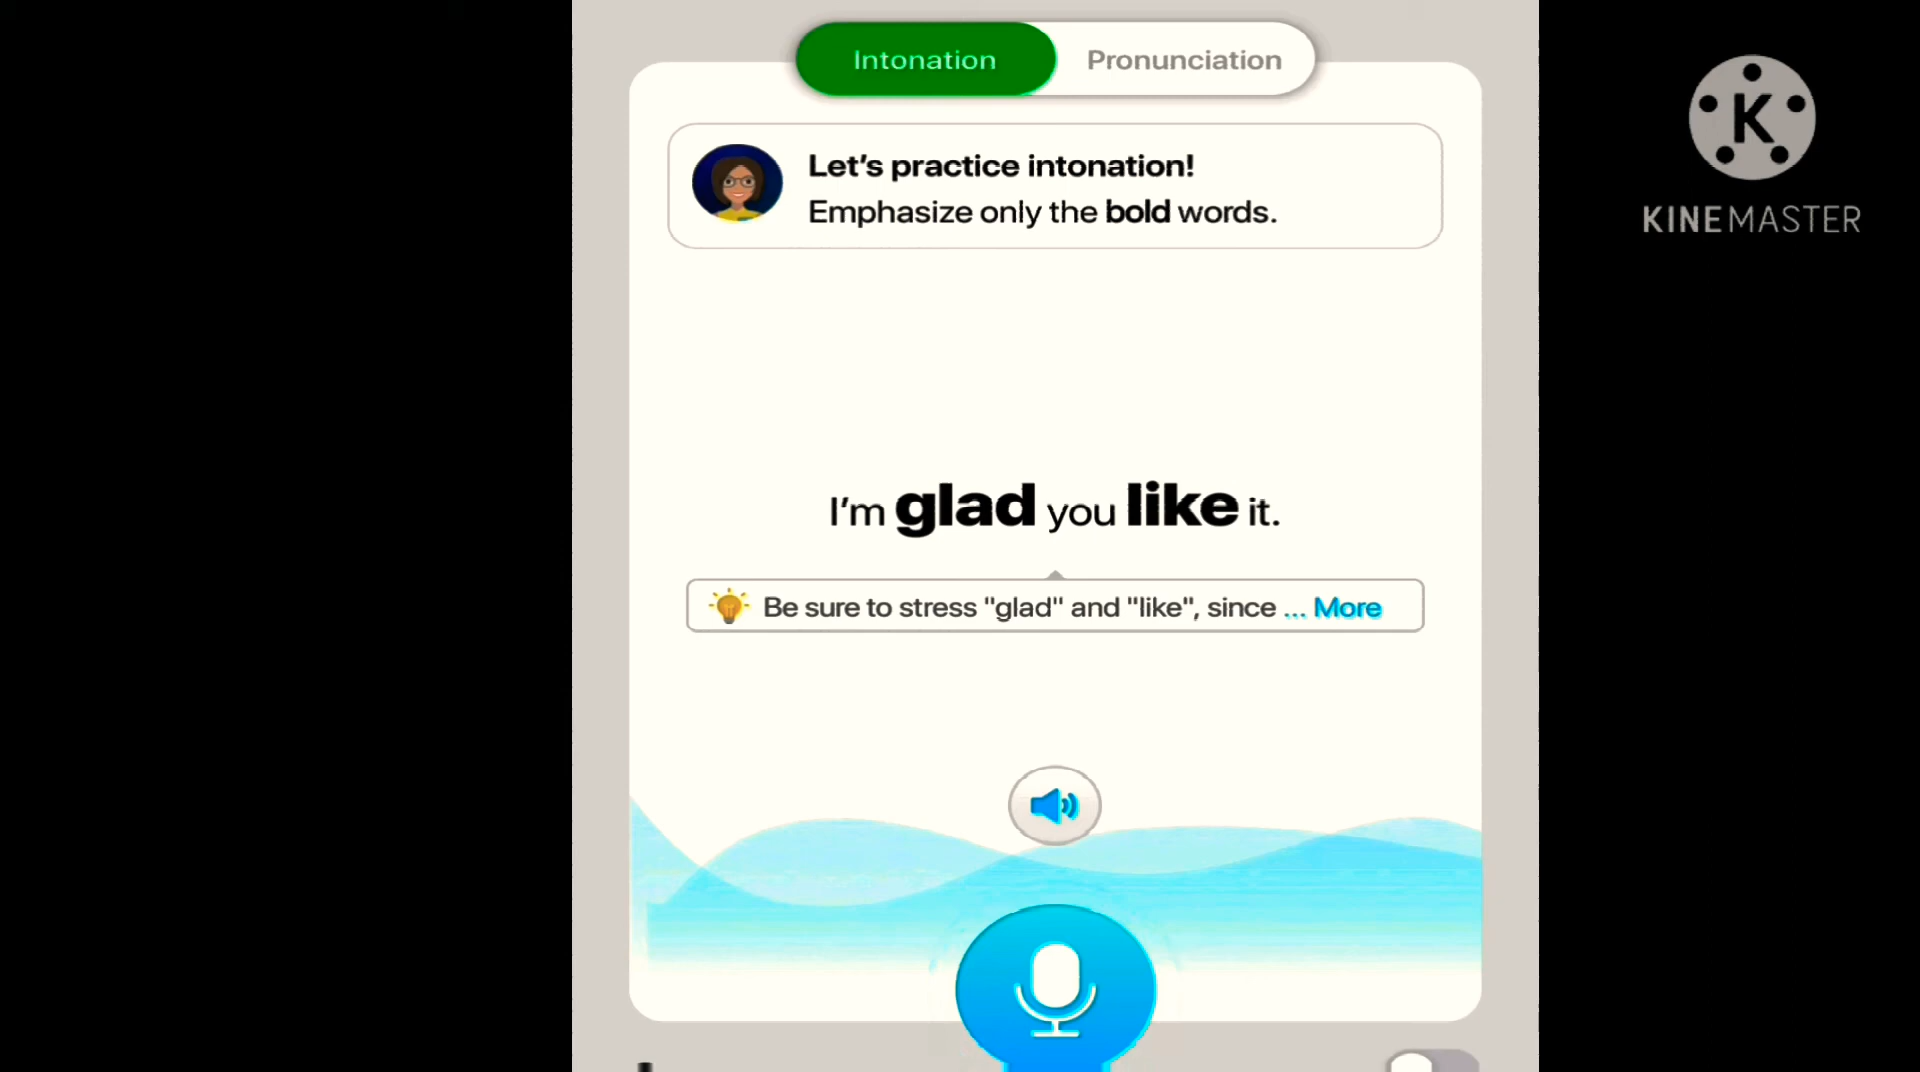 Intonation
Pronunciation
Let's practice intonation!
Emphasize only the bold words.
I'm glad you like it.
Be sure to stress "glad" and "like", since ... More
K
KINEMASTER